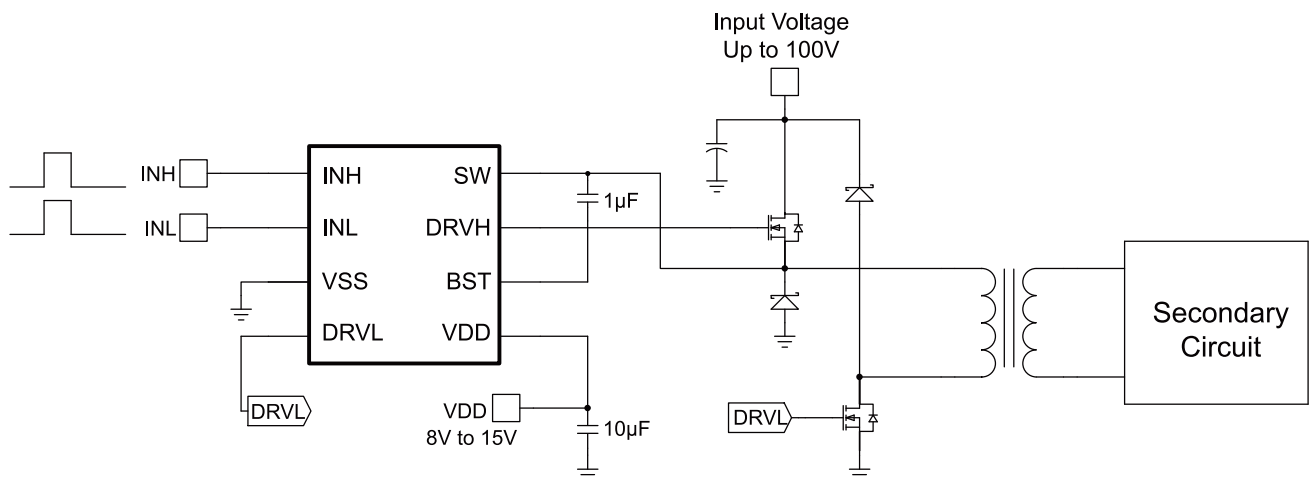 Input Voltage
Up to 100V
INH
INL
INH
INL
VSS
DRVL
SW
DRVH
BST
VDD
1µF
DRVL
VDD
8V to 15V
10µF
DRVL
Secondary
Circuit